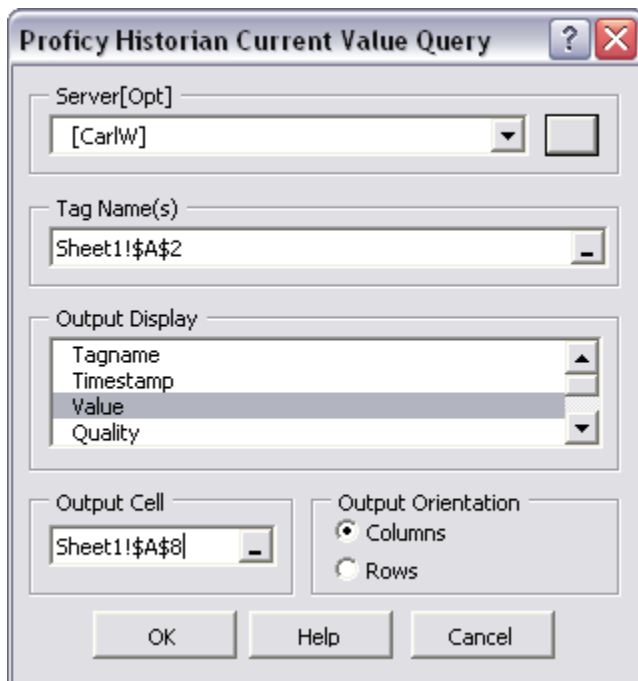 Proficy Historian Current Value Query
Server[Opt]
[CarlW]
Tag Name(s)
Sheet1!$A$2
Output Display
Tagname
Timestamp
Value
Quality
Output Cell
Sheet1!$A$8
Output Orientation
Columns
Rows
OK Help Cancel